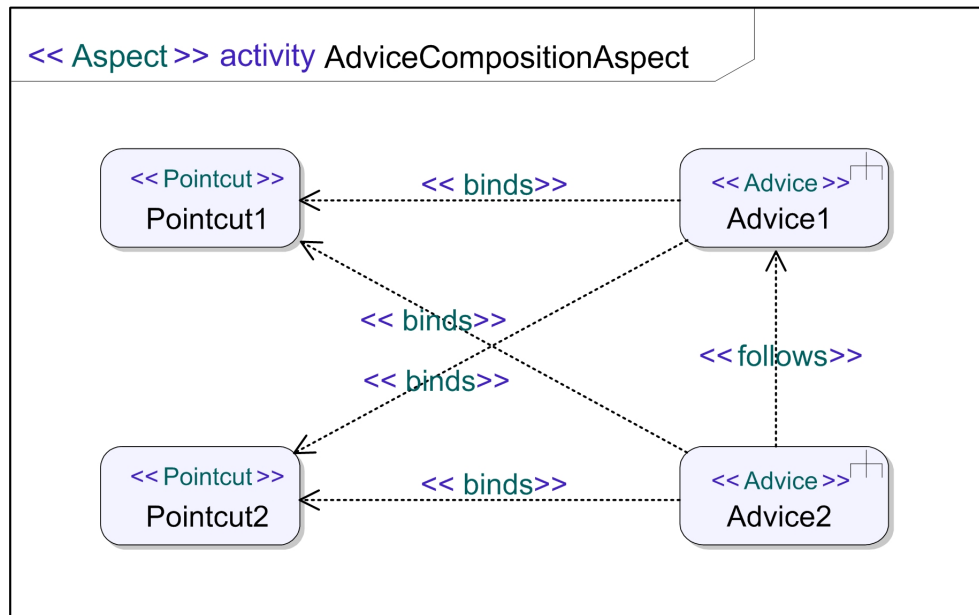 << Aspect >> activity AdviceCompositionAspect
<< Pointcut >>
Pointcut1
<< binds>>
<< Advice >>
Advice1
<< binds>>
<< follows>>
<< binds>>
<< Pointcut >>
Pointcut2
<< binds>>
<< Advice >>
Advice2